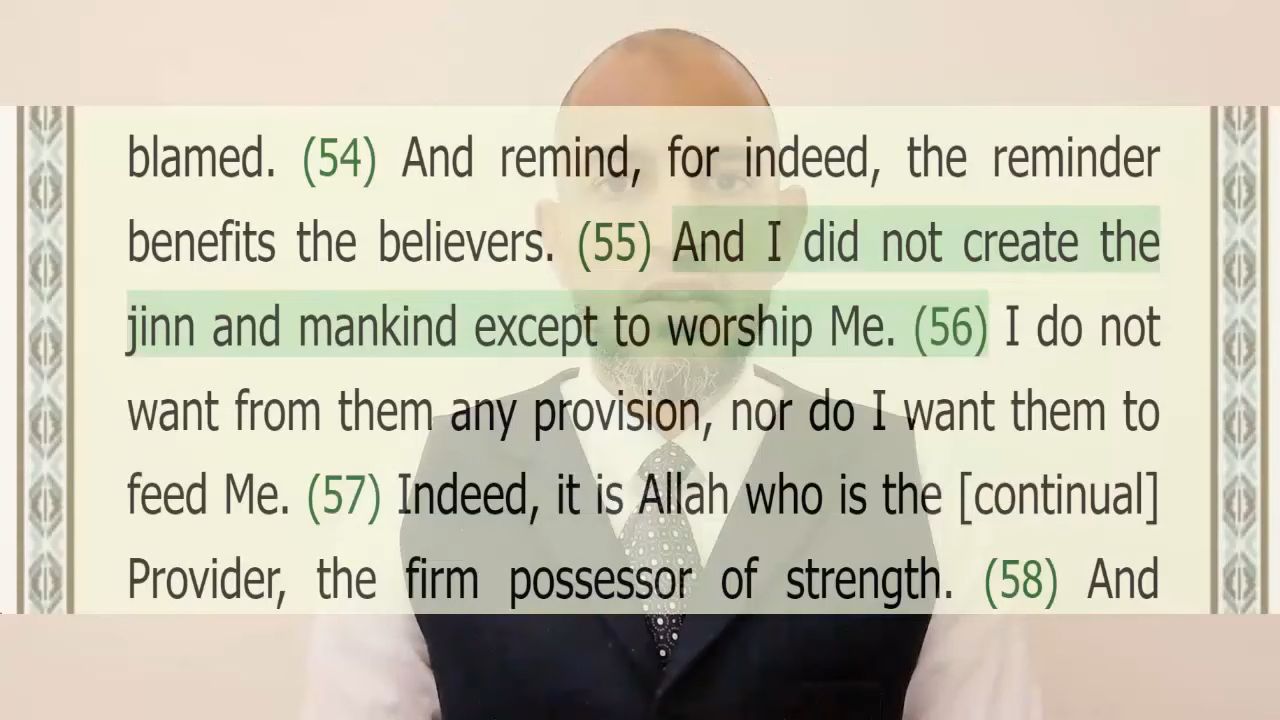 blamed. (54) And remind, for indeed, the reminder
benefits the believers. (55) And I did not create the
jinn and mankind except to worship Me. (56) I do not
want from them any provision, nor do I want them to
feed Me. (57) Indeed, it is Allah who is the [continual]
Provider, the firm possessor of strength. (58) And